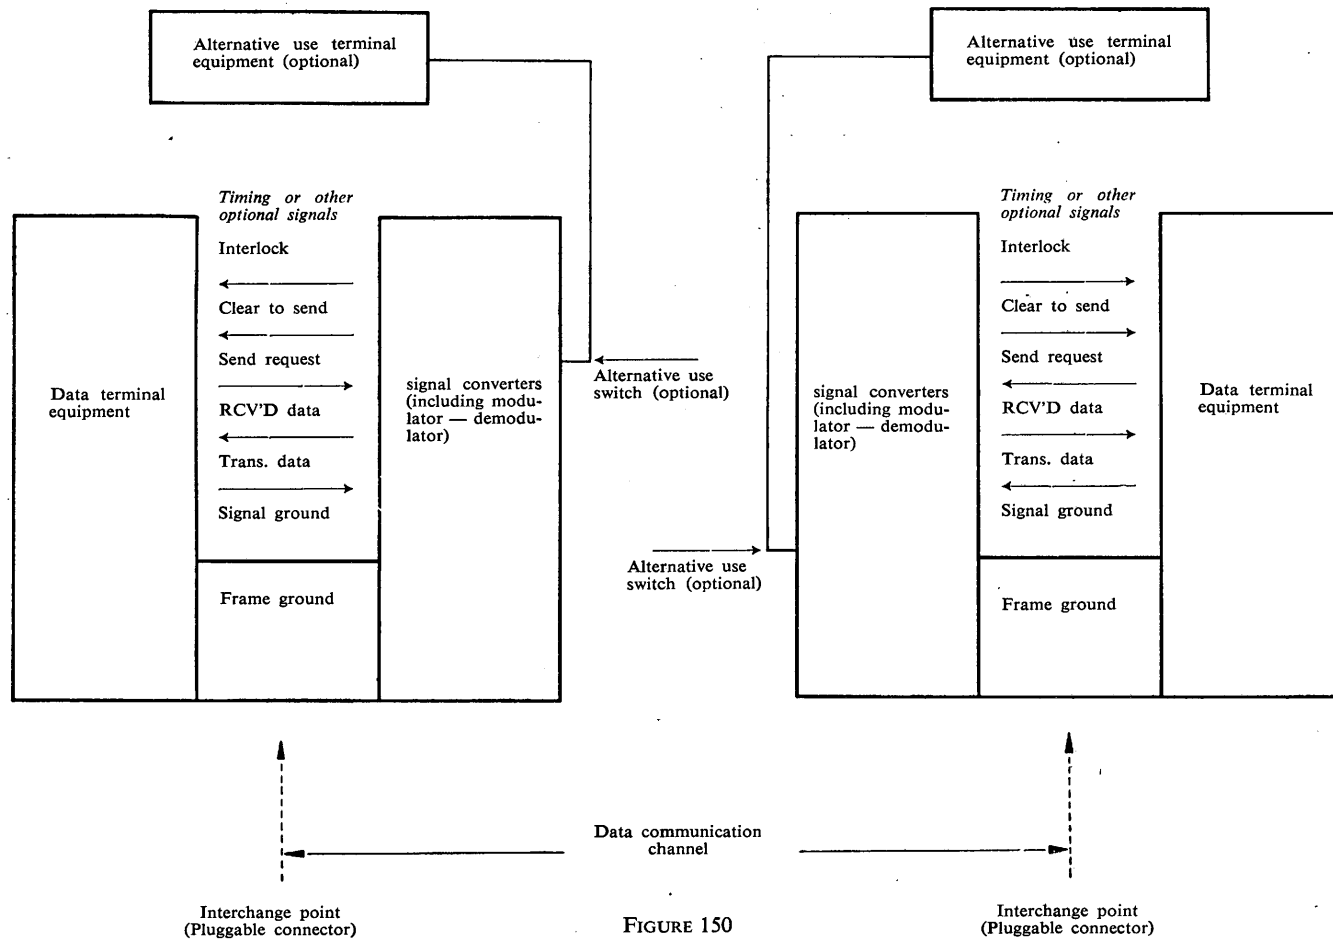 Alternative use terminal
equipment (optional)
Alternative use terminal
equipment (optional)
Timing or other
optional signals
Interlock
Clear to send
Send request
RCV'D data
Trans. data
Signal ground
Frame ground
Data terminal
equipment
signal converters
(including modu-
lator — demodu-
lator)
Alternative use
switch (optional)
Alternative use
switch (optional)
signal converters
(including modu-
lator — demodu-
lator)
Timing or other
optional signals
Interlock
Clear to send
Send request
RCV'D data
Trans. data
Signal ground
Frame ground
Data terminal
equipment
Data communication
channel
Interchange point
(Pluggable connector)
FIGURE 150
Interchange point
(Pluggable connector)